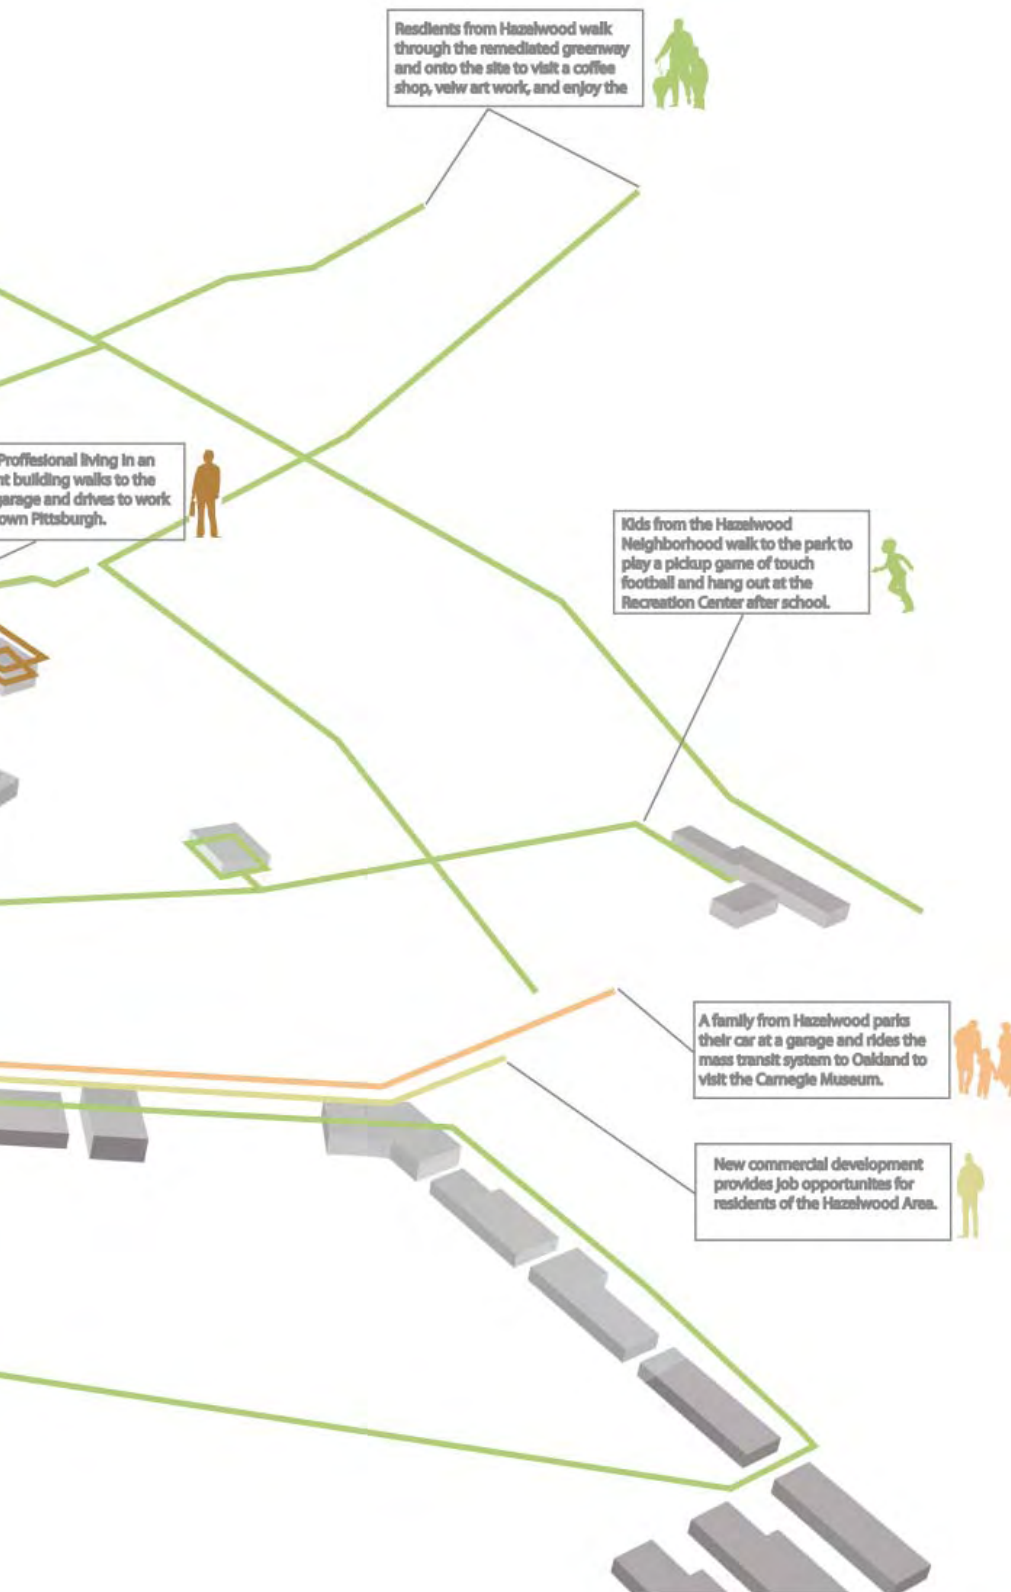 Resdients from Hazelwood walk
through the remediated greenway
and onto the site to visit a coffee
shop, veiw art work, and enjoy the
Proffesional living in an
nt building walks to the
garage and drives to work
own Pittsburgh.
Kids from the Hazelwood
Neighborhood walk to the park to
play a pickup game of touch
football and hang out at the
Recreation Center after school.
A family from Hazelwood parks
their car at a garage and rides the
mass transit system to Oakland to
visit the Carnegie Museum.
New commercial development
provides job opportunites for
residents of the Hazelwood Area.